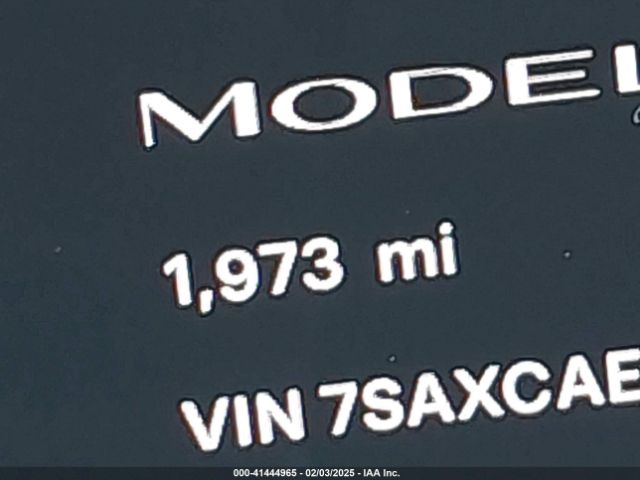 MODEL
1,973 mi
VIN 7SAXCAE
000-41444965 - 02/03/2025 - IAA Inc.